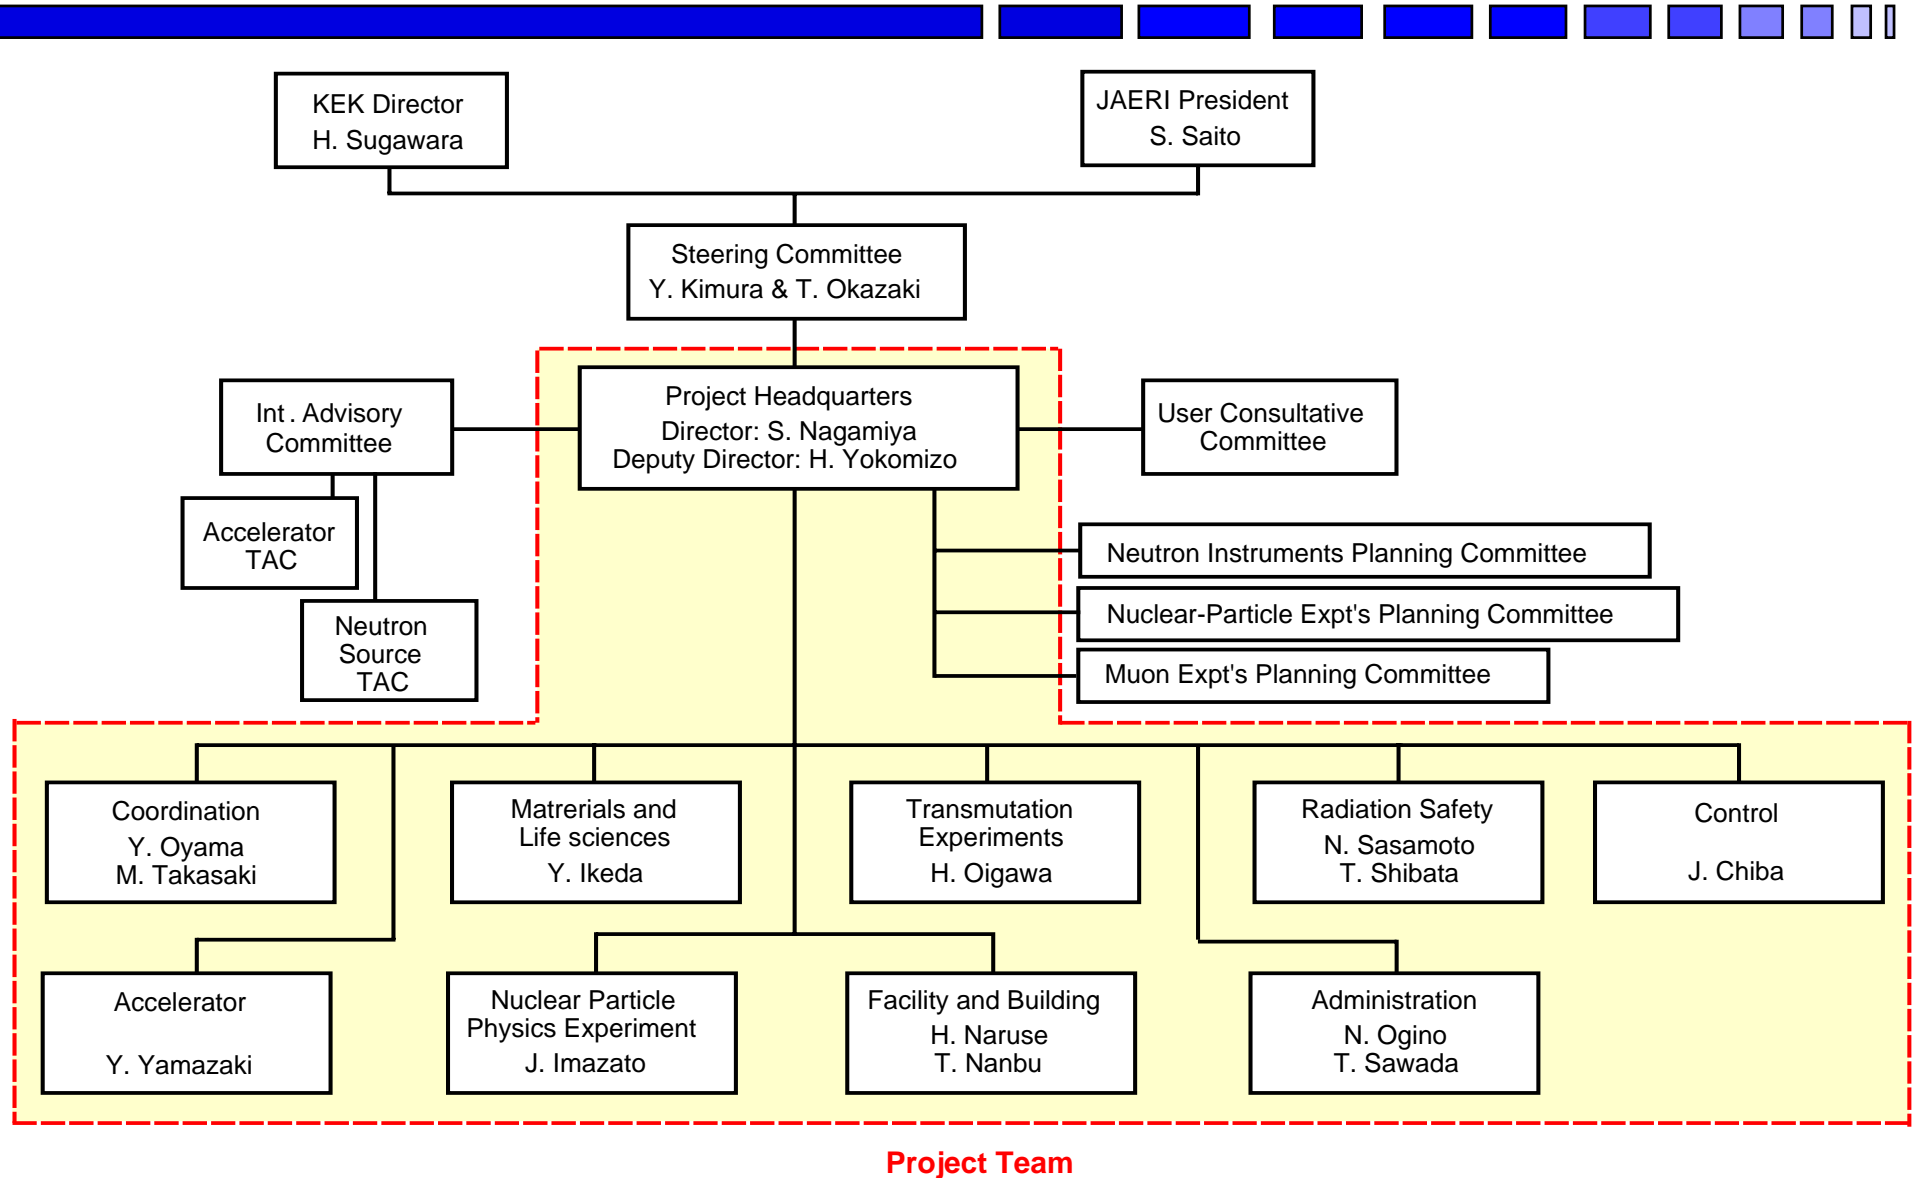 KEK Director
H. Sugawara
JAERI President
S. Saito
Steering Committee
Y. Kimura & T. Okazaki
Project Headquarters
Director: S. Nagamiya
Deputy Director: H. Yokomizo
Int. Advisory
Committee
User Consultative
Committee
Accelerator
TAC
Neutron
Source
TAC
Neutron Instruments Planning Committee
Nuclear-Particle Expt's Planning Committee
Muon Expt's Planning Committee
Coordination
Y. Oyama
M. Takasaki
Matrerials and
Life sciences
Y. Ikeda
Transmutation
Experiments
H. Oigawa
Radiation Safety
N. Sasamoto
T. Shibata
Control
J. Chiba
Accelerator
Y. Yamazaki
Nuclear Particle
Physics Experiment
J. Imazato
Facility and Building
H. Naruse
T. Nanbu
Administration
N. Ogino
T. Sawada
Project Team